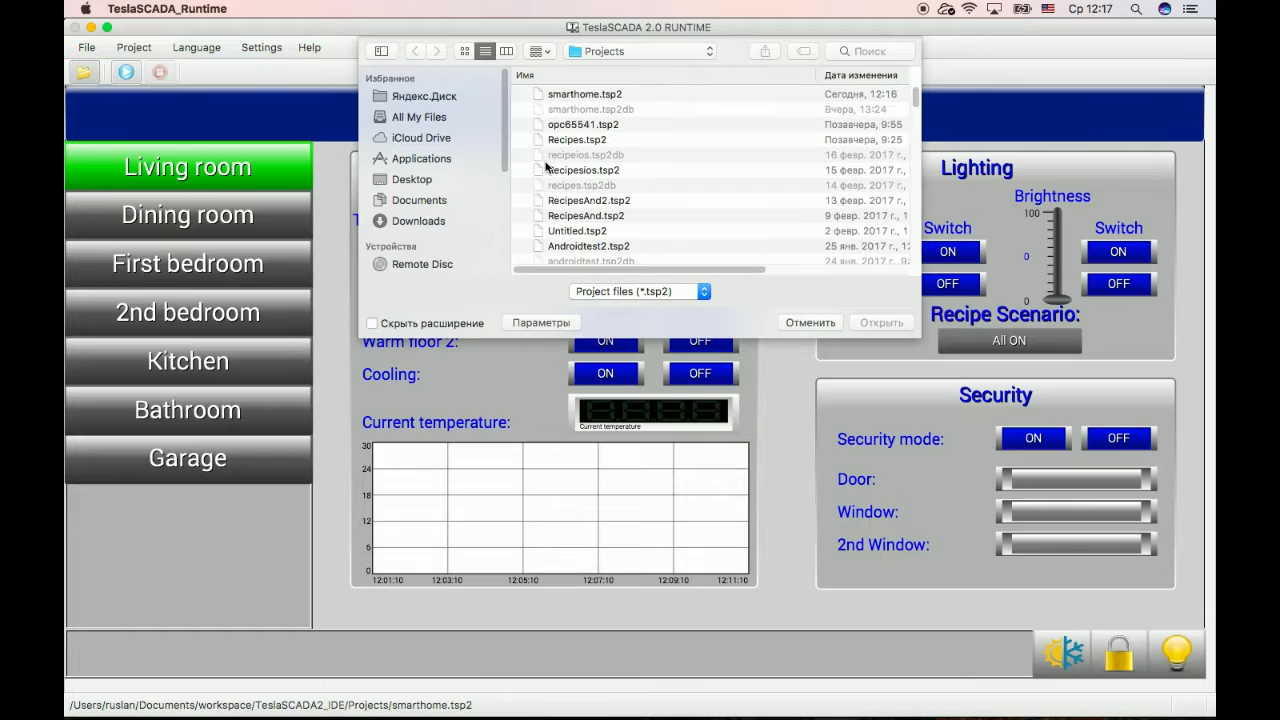 TeslaSCADA_Runtime
Ср 12:17
TeslaSCADA 2.0 RUNTIME
File Project Language Settings Help
Projects
Поиск
Избранное
Яндекс.Диск
All My Files
iCloud Drive
Applications
Desktop
Documents
Downloads
Устройства
Remote Disc
Имя Дата изменения
smarthome.tsp2 Сегодня, 12:16
smarthome.tsp2db Вчера, 13:24
opc65541.tsp2 Позавчера, 9:55
Recipes.tsp2 Позавчера, 9:25
recipeios.tsp2db 16 февр. 2017 г.,
Recipesios.tsp2 15 февр. 2017 г.,
recipes.tsp2db 14 февр. 2017 г.,
RecipesAnd2.tsp2 13 февр. 2017 г.,
RecipesAnd.tsp2 9 февр. 2017 г., 1
Untitled.tsp2 2 февр. 2017 г., 1
Androidtest2.tsp2 25 янв. 2017 г., 12
androidtest.tsp2db 24 янв. 2017 г., 9
Project files (*.tsp2)
Скрыть расширение
Параметры
Отменить
Открыть
Living room
Dining room
First bedroom
2nd bedroom
Kitchen
Bathroom
Garage
T
Warm floor 2: ON OFF
Cooling: ON OFF
Current temperature:
Current temperature
30
24
18
12
6
0
12:01:10 12:03:10 12:05:10 12:07:10 12:09:10 12:11:10
Lighting
Brightness
Switch 100 Switch
ON 0 ON
OFF 0 OFF
Recipe Scenario:
All ON
Security
Security mode: ON OFF
Door:
Window:
2nd Window:
/Users/ruslan/Documents/workspace/TeslaSCADA2_IDE/Projects/smarthome.tsp2